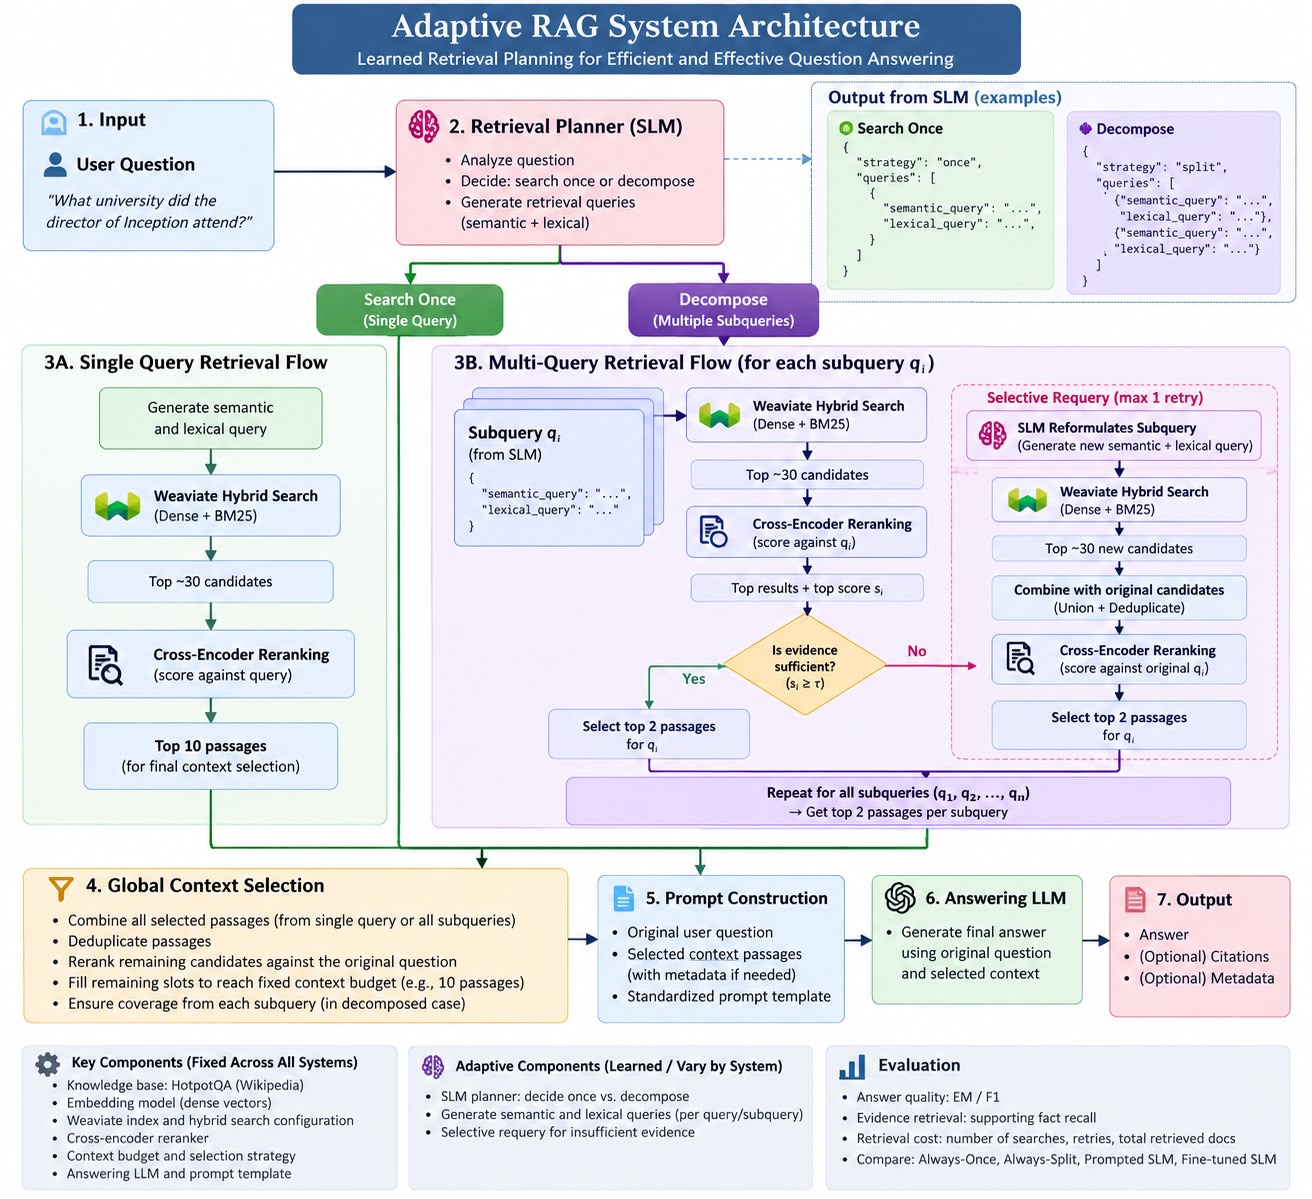 Adaptive RAG System Architecture
Learned Retrieval Planning for Efficient and Effective Question Answering
1. Input
User Question
"What university did the
director of Inception attend?"
2. Retrieval Planner (SLM)
• Analyze question
• Decide: search once or decompose
• Generate retrieval queries
(semantic + lexical)
Output from SLM (examples)
Search Once
{
"strategy": "once",
"queries": [
{
"semantic_query": "...",
"lexical_query": "...",
}
]
}
Decompose
{
"strategy": "split",
"queries": [
{"semantic_query": "...",
"lexical_query": "..."},
{"semantic_query": "...",
"lexical_query": "..."}
]
}
Search Once
(Single Query)
Decompose
(Multiple Subqueries)
3A. Single Query Retrieval Flow
Generate semantic
and lexical query
Weaviate Hybrid Search
(Dense + BM25)
Top ~30 candidates
Cross-Encoder Reranking
(score against query)
Top 10 passages
(for final context selection)
3B. Multi-Query Retrieval Flow (for each subquery qᵢ)
Subquery qᵢ
(from SLM)
{
"semantic_query": "...",
"lexical_query": "..."
}
Weaviate Hybrid Search
(Dense + BM25)
Top ~30 candidates
Cross-Encoder Reranking
(score against qᵢ)
Top results + top score sᵢ
Is evidence
sufficient?
(sᵢ ≥ τ)
Yes
No
Select top 2 passages
for qᵢ
Selective Requery (max 1 retry)
SLM Reformulates Subquery
(Generate new semantic + lexical query)
Weaviate Hybrid Search
(Dense + BM25)
Top ~30 new candidates
Combine with original candidates
(Union + Deduplicate)
Cross-Encoder Reranking
(score against original qᵢ)
Select top 2 passages
for qᵢ
Repeat for all subqueries (q₁, q₂, ..., qₙ)
→ Get top 2 passages per subquery
4. Global Context Selection
• Combine all selected passages (from single query or all subqueries)
• Deduplicate passages
• Rerank remaining candidates against the original question
• Fill remaining slots to reach fixed context budget (e.g., 10 passages)
• Ensure coverage from each subquery (in decomposed case)
5. Prompt Construction
• Original user question
• Selected context passages
(with metadata if needed)
• Standardized prompt template
6. Answering LLM
• Generate final answer
using original question
and selected context
7. Output
• Answer
• (Optional) Citations
• (Optional) Metadata
Key Components (Fixed Across All Systems)
• Knowledge base: HotpotQA (Wikipedia)
• Embedding model (dense vectors)
• Weaviate index and hybrid search configuration
• Cross-encoder reranker
• Context budget and selection strategy
• Answering LLM and prompt template
Adaptive Components (Learned / Vary by System)
• SLM planner: decide once vs. decompose
• Generate semantic and lexical queries (per query/subquery)
• Selective requery for insufficient evidence
Evaluation
• Answer quality: EM / F1
• Evidence retrieval: supporting fact recall
• Retrieval cost: number of searches, retries, total retrieved docs
• Compare: Always-Once, Always-Split, Prompted SLM, Fine-tuned SLM